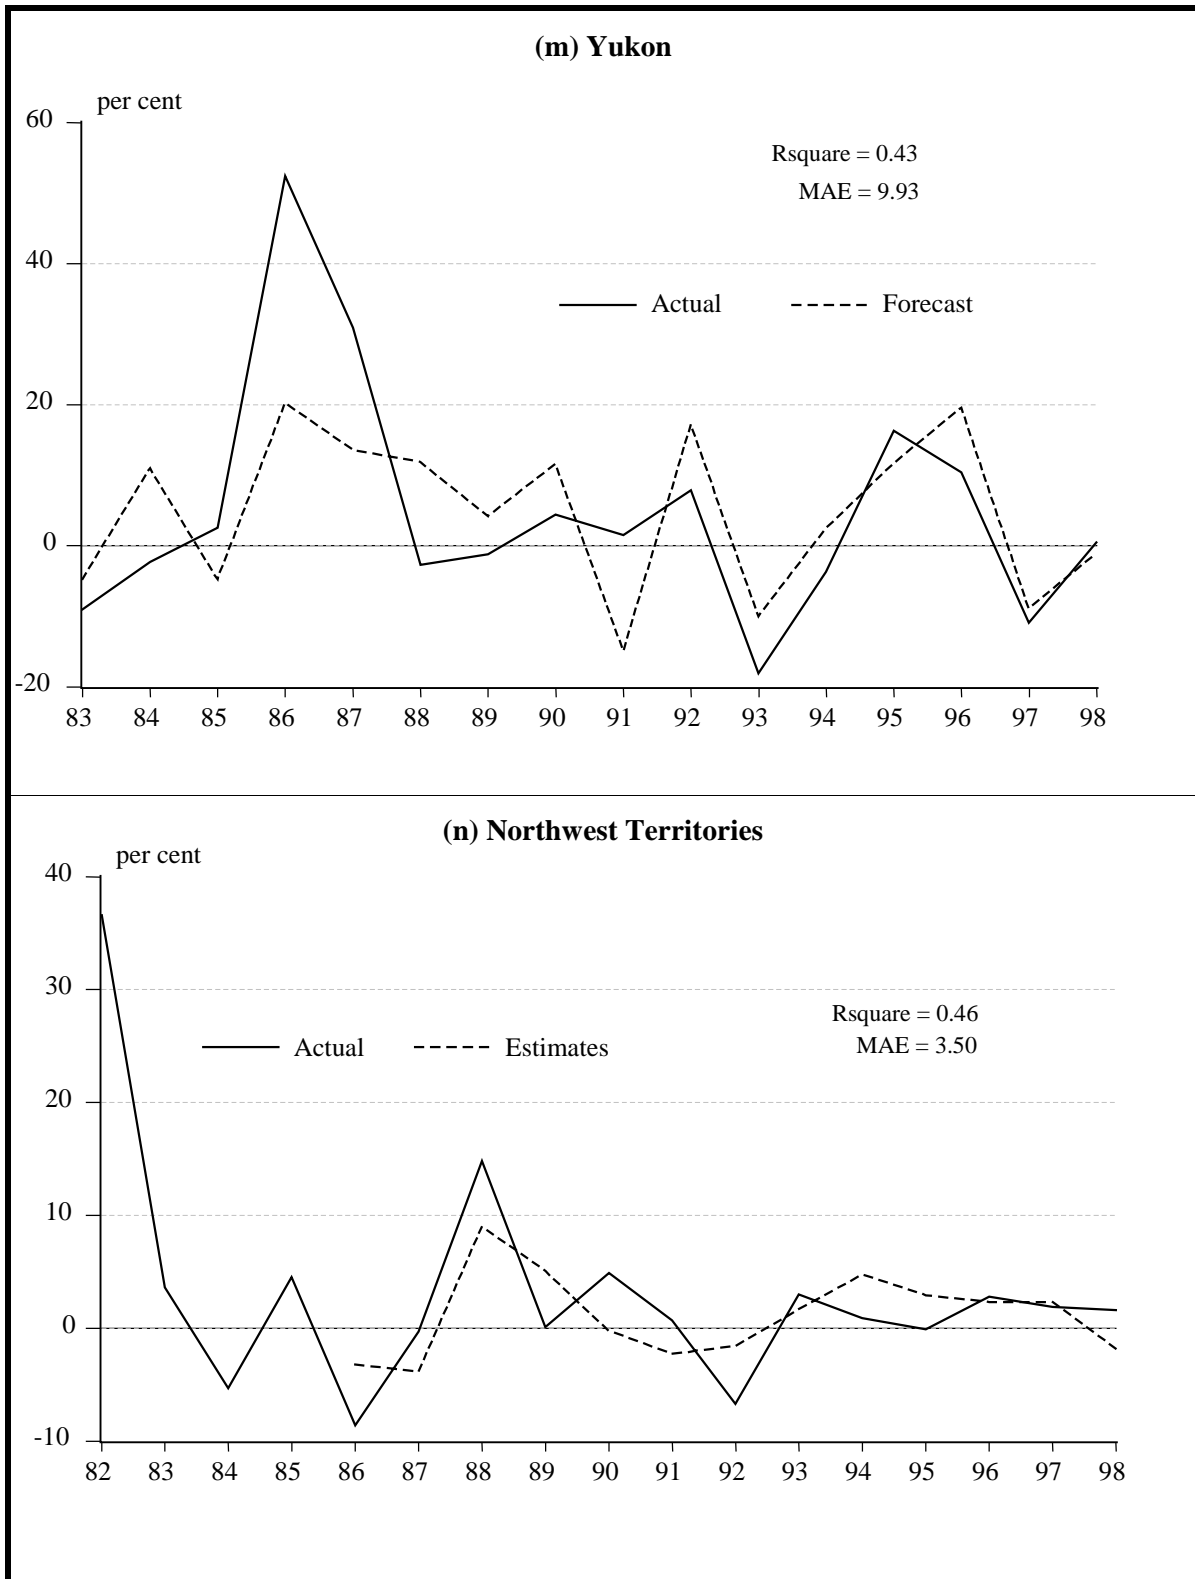 (m) Yukon
per cent
60
Rsquare = 0.43
MAE = 9.93
40
Actual Forecast
20
0
-20
83 84 85 86 87 88 89 90 91 92 93 94 95 96 97 98
(n) Northwest Territories
per cent
40
30
Rsquare = 0.46
Actual Estimates
MAE = 3.50
20
10
0
-10
82 83 84 85 86 87 88 89 90 91 92 93 94 95 96 97 98